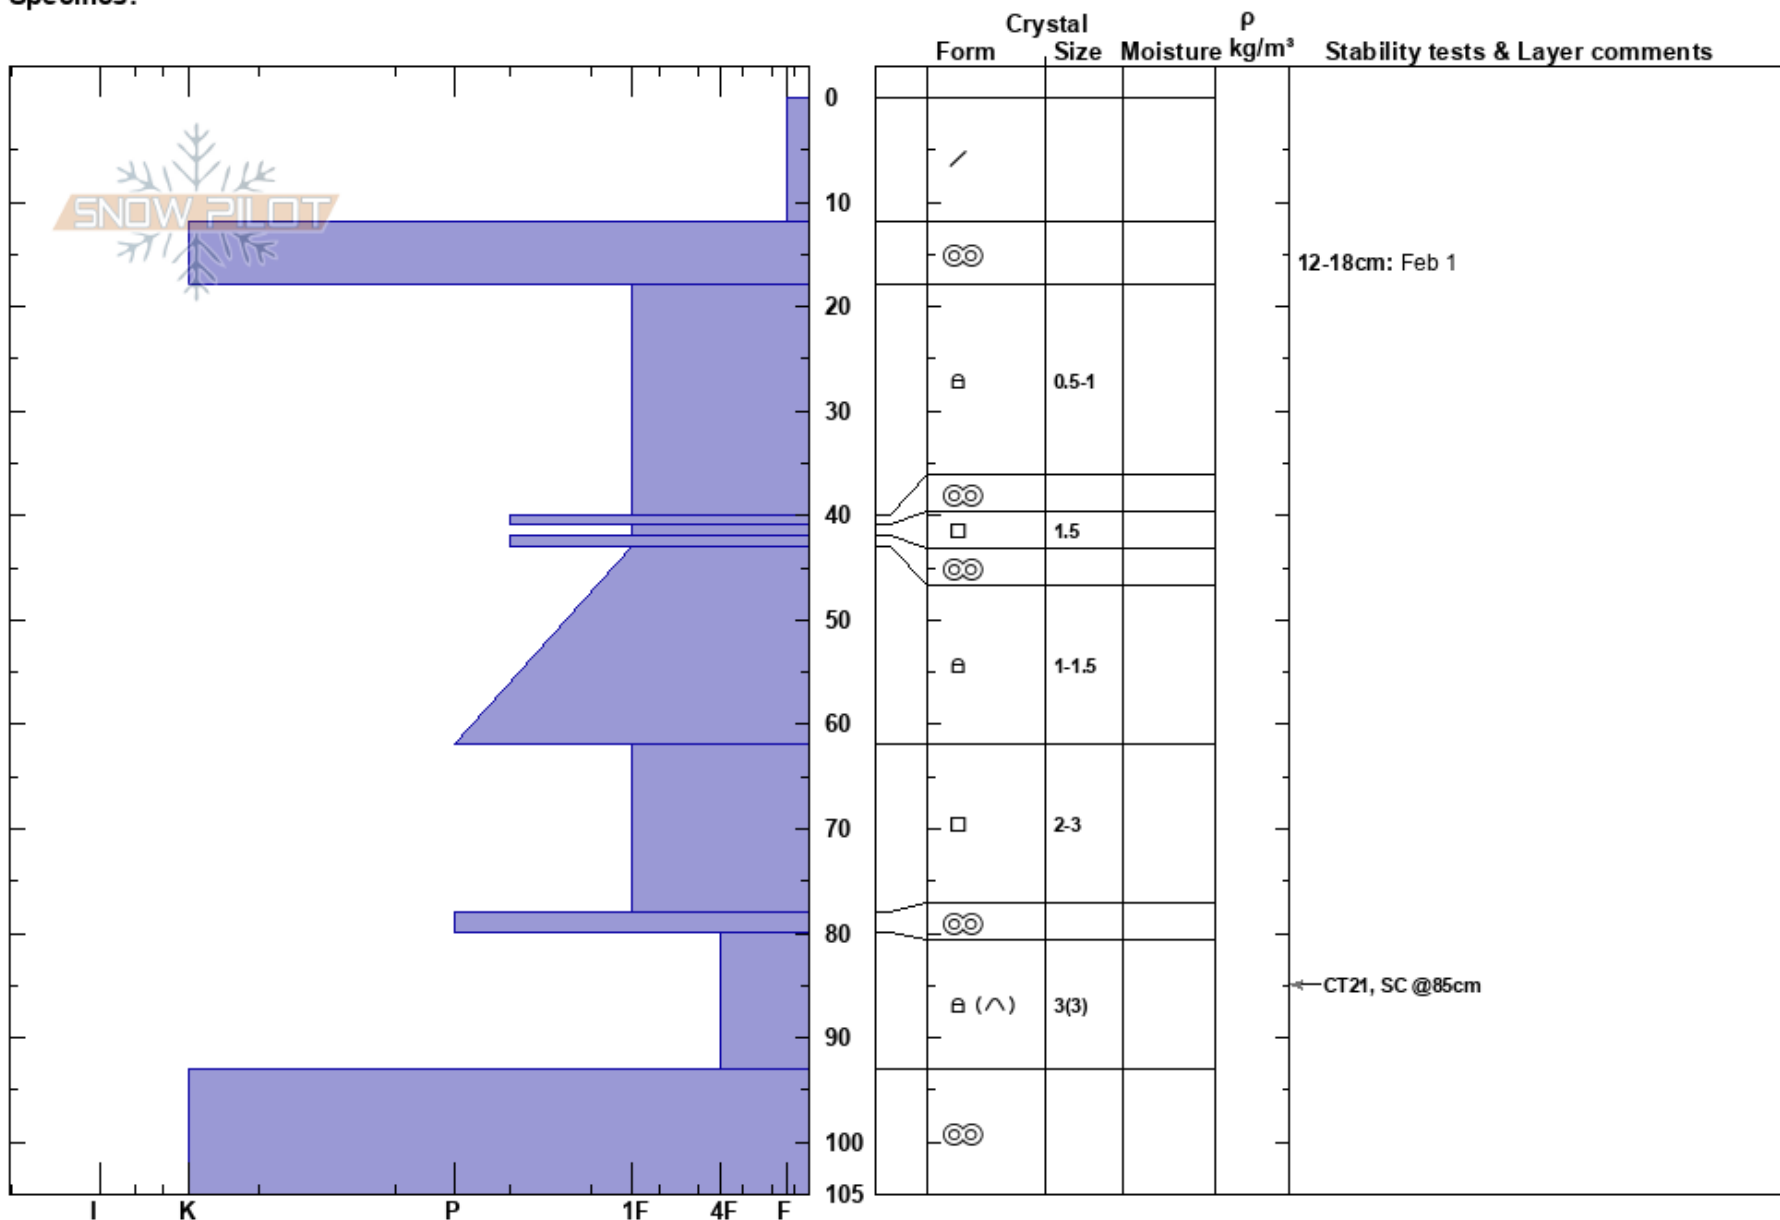 Specifics:
Crystal ρ
Form Size Moisture kg/m³ Stability tests & Layer comments
0
SNOW PILOT
10
12-18cm: Feb 1
20
0.5-1
30
40
1.5
50
1-1.5
60
70
2-3
80
CT21, SC @85cm
3(3)
90
100
105
I K P 1F 4F F